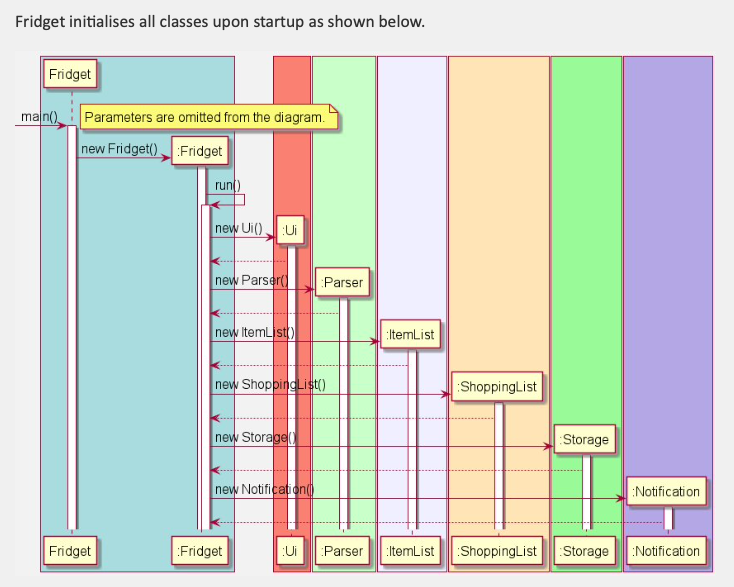 Fridget initialises all classes upon startup as shown below.
Fridget
main()
Parameters are omitted from the diagram.
new Fridget()
:Fridget
run()
new Ui()
:Ui
new Parser()
:Parser
new ItemList()
:ItemList
new ShoppingList()
:ShoppingList
new Storage()
:Storage
new Notification()
:Notification
Fridget :Fridget :Ui :Parser :ItemList :ShoppingList :Storage :Notification